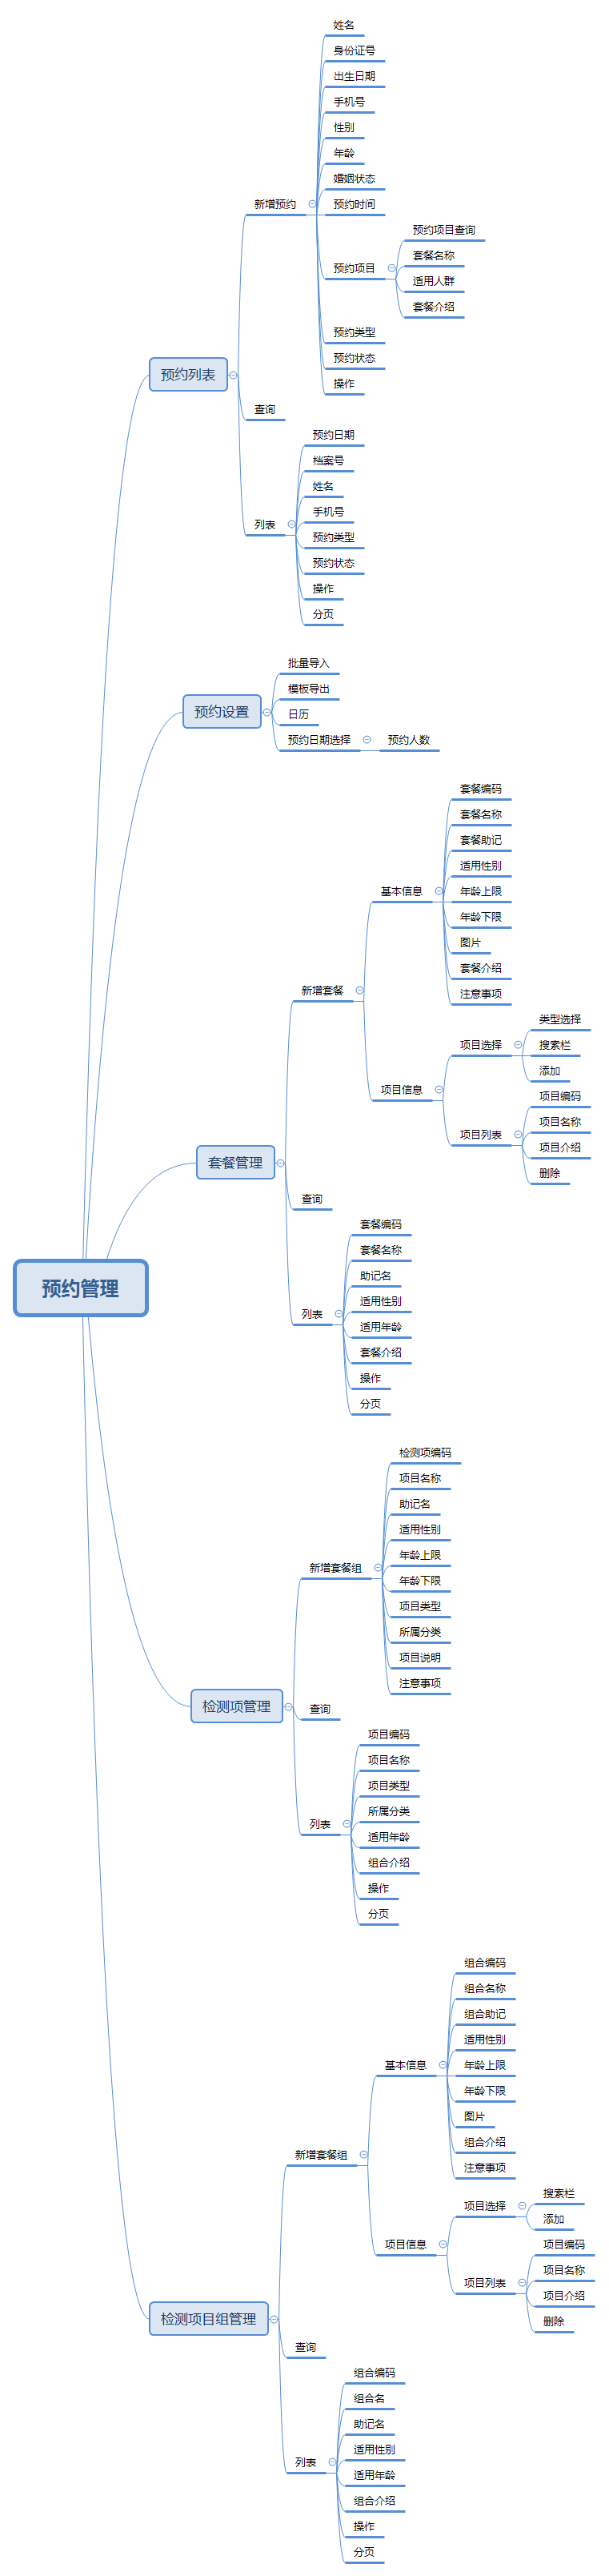 姓名
身份证号
出生日期
手机号
性别
年龄
婚姻状态
新增预约
预约时间
预约项目查询
套餐名称
预约项目
适用人群
套餐介绍
预约类型
预约状态
预约列表
操作
查询
预约日期
档案号
姓名
手机号
列表
预约类型
预约状态
操作
分页
批量导入
模板导出
预约设置
日历
预约日期选择
预约人数
套餐编码
套餐名称
套餐助记
适用性别
基本信息
年龄上限
年龄下限
图片
套餐介绍
新增套餐
注意事项
类型选择
项目选择
搜素栏
添加
项目信息
项目编码
项目名称
项目列表
项目介绍
套餐管理
删除
查询
套餐编码
套餐名称
助记名
预约管理
适用性别
列表
适用年龄
套餐介绍
操作
分页
检测项编码
项目名称
助记名
适用性别
年龄上限
新增套餐组
年龄下限
项目类型
所属分类
项目说明
注意事项
检测项管理
查询
项目编码
项目名称
项目类型
所属分类
列表
适用年龄
组合介绍
操作
分页
组合编码
组合名称
组合助记
适用性别
基本信息
年龄上限
年龄下限
图片
组合介绍
新增套餐组
注意事项
搜素栏
项目选择
添加
项目信息
项目编码
项目名称
项目列表
项目介绍
检测项目组管理
删除
查询
组合编码
组合名
助记名
适用性别
列表
适用年龄
组合介绍
操作
分页